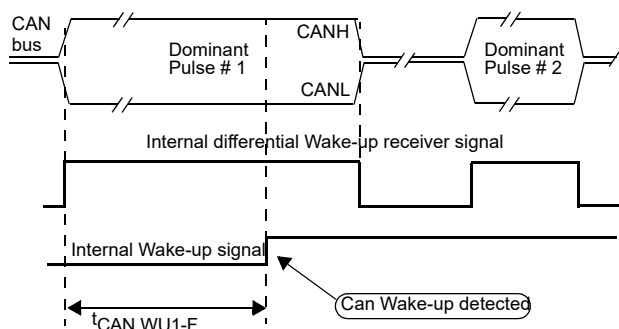 CAN
bus
Dominant
Pulse # 1
CANH
CANL
Dominant
Pulse # 2
Internal differential Wake-up receiver signal
Internal Wake-up signal
Can Wake-up detected
tCAN WU1-F